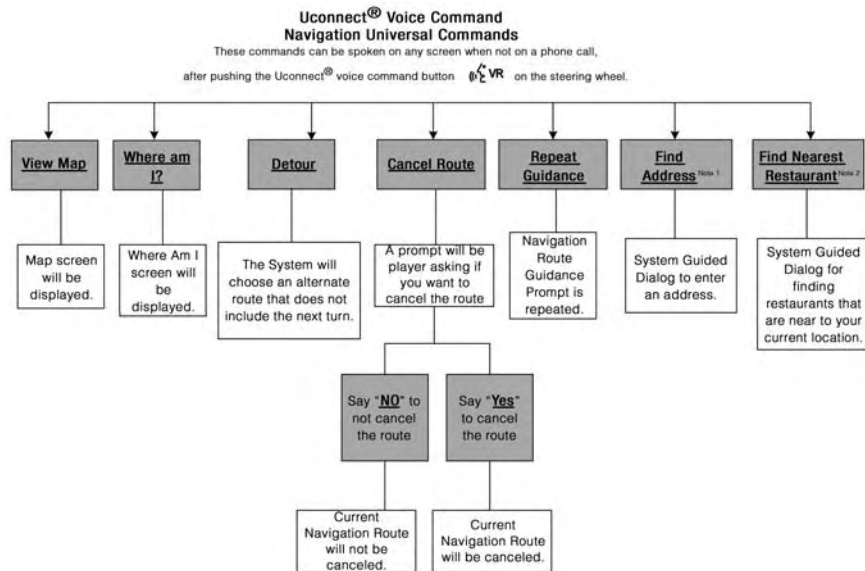 Uconnect® Voice Command
Navigation Universal Commands
These commands can be spoken on any screen when not on a phone call,
after pushing the Uconnect® voice command button VR on the steering wheel.
View Map
Where am
I?
Detour
Cancel Route
Repeat
Guidance
Find
Address Note 1
Find Nearest
Restaurant Note 2
Map screen
will be
displayed.
Where Am I
screen will
be
displayed.
The System will
choose an alternate
route that does not
include the next turn.
A prompt will be
player asking if
you want to
cancel the route
Navigation
Route
Guidance
Prompt is
repeated.
System Guided
Dialog to enter
an address.
System Guided
Dialog for
finding
restaurants that
are near to your
current location.
Say "NO" to
not cancel
the route
Say "Yes"
to cancel
the route
Current
Navigation Route
will not be
canceled.
Current
Navigation Route
will be canceled.